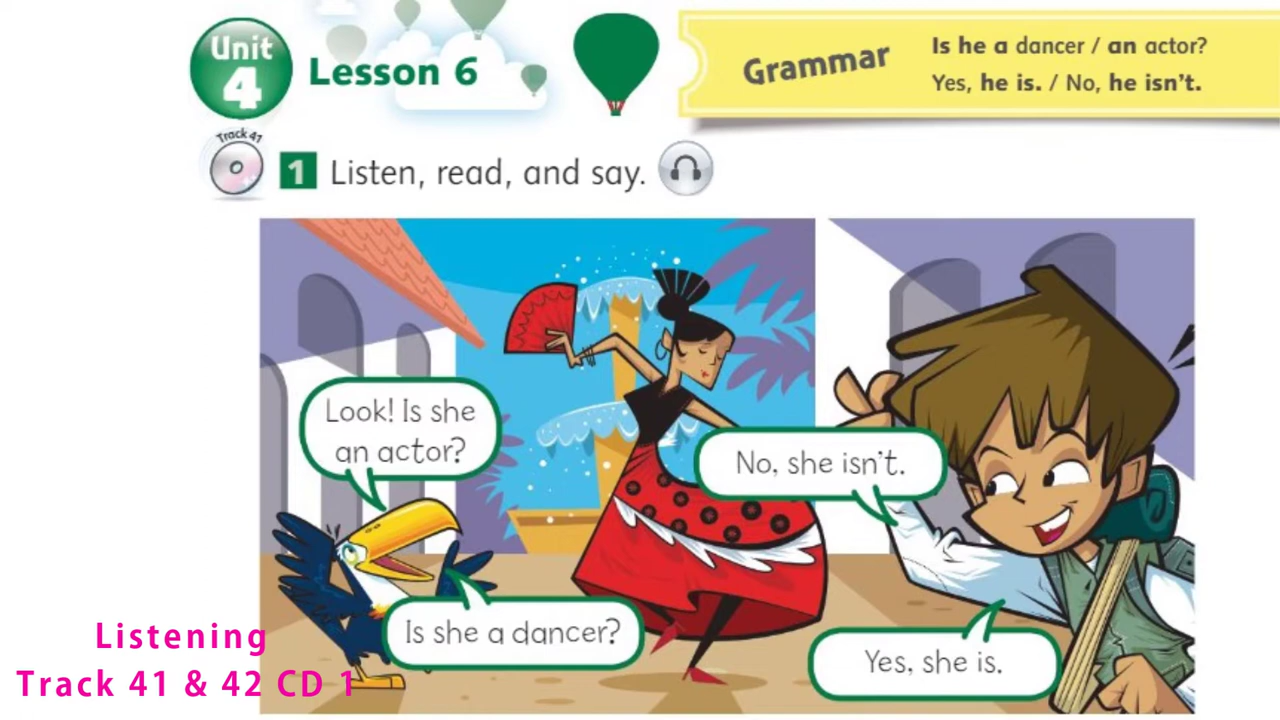 Unit
4
Lesson 6
Grammar
Is he a dancer / an actor?
Yes, he is. / No, he isn't.
Track 41
1 Listen, read, and say.
Look! Is she
an actor?
No, she isn't.
Is she a dancer?
Yes, she is.
Listening
Track 41 & 42 CD 1